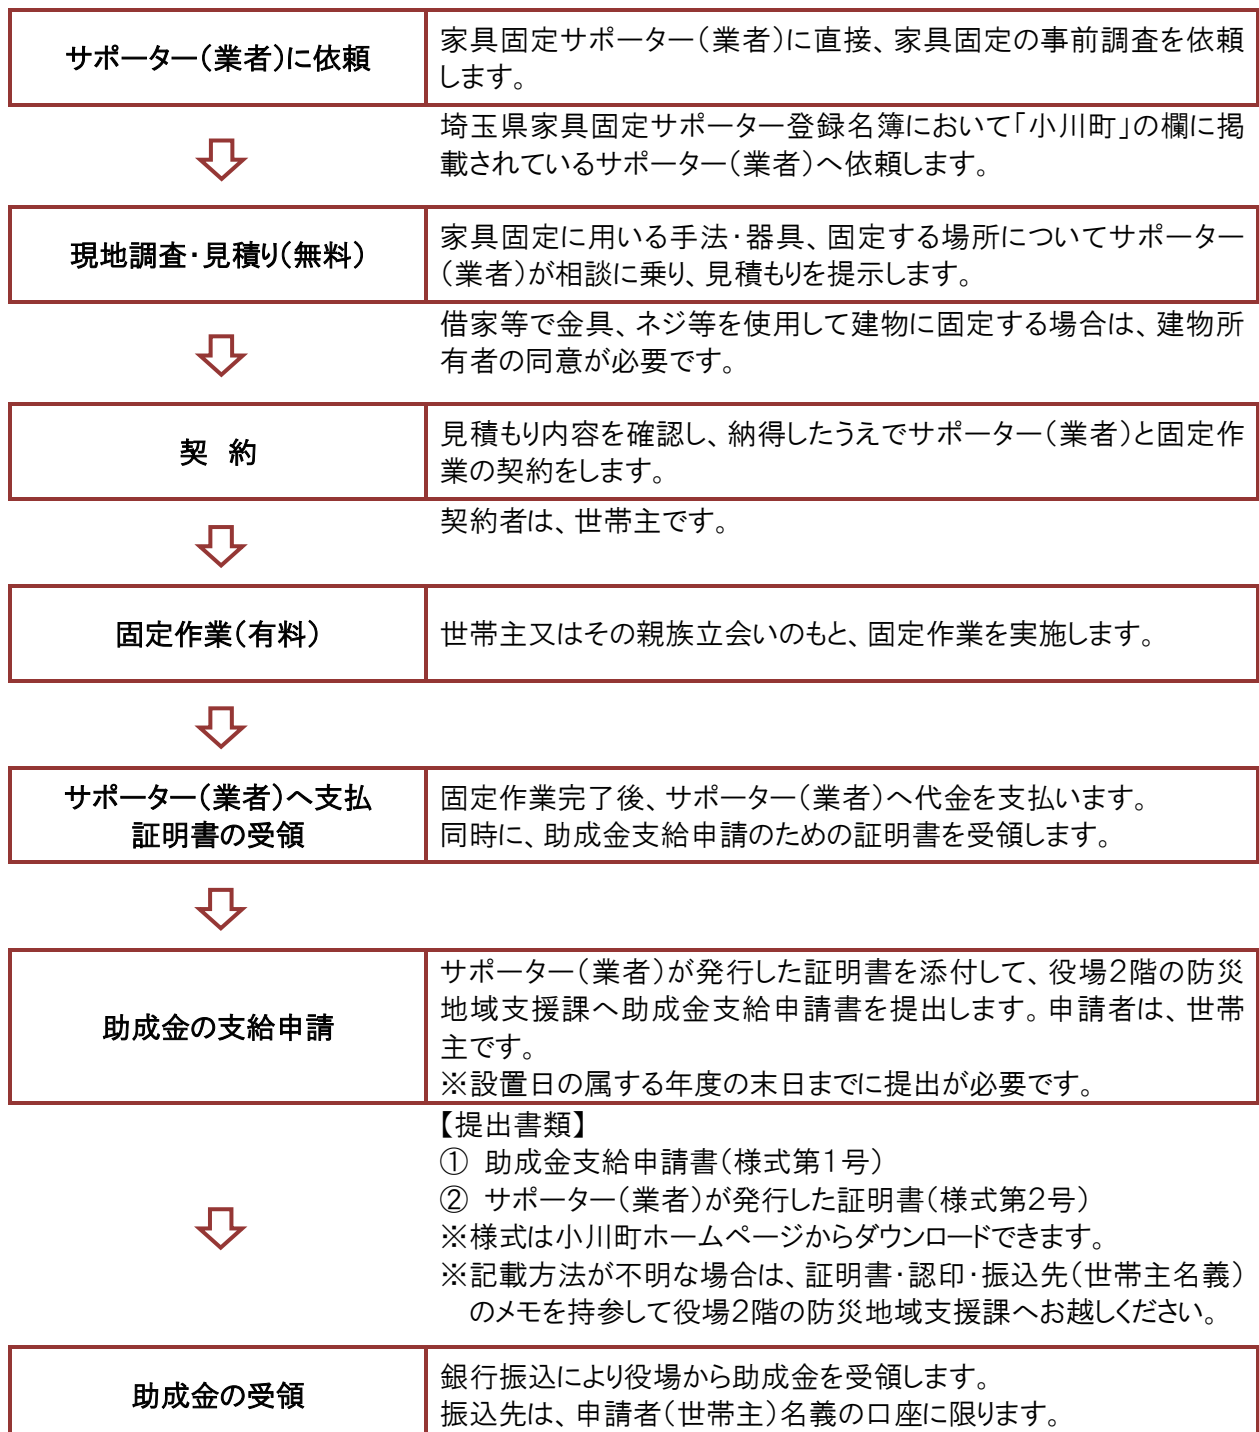 サポーター（業者）に依頼
家具固定サポーター（業者）に直接、家具固定の事前調査を依頼
します。
埼玉県家具固定サポーター登録名簿において「小川町」の欄に掲
載されているサポーター（業者）へ依頼します。
現地調査・見積り（無料）
家具固定に用いる手法・器具、固定する場所についてサポーター
（業者）が相談に乗り、見積もりを提示します。
借家等で金具、ネジ等を使用して建物に固定する場合は、建物所
有者の同意が必要です。
契　約
見積もり内容を確認し、納得したうえでサポーター（業者）と固定作
業の契約をします。
契約者は、世帯主です。
固定作業（有料）
世帯主又はその親族立会いのもと、固定作業を実施します。
サポーター（業者）へ支払
証明書の受領
固定作業完了後、サポーター（業者）へ代金を支払います。
同時に、助成金支給申請のための証明書を受領します。
助成金の支給申請
サポーター（業者）が発行した証明書を添付して、役場２階の防災
地域支援課へ助成金支給申請書を提出します。申請者は、世帯
主です。
※設置日の属する年度の末日までに提出が必要です。
【提出書類】
① 助成金支給申請書（様式第１号）
② サポーター（業者）が発行した証明書（様式第２号）
※様式は小川町ホームページからダウンロードできます。
※記載方法が不明な場合は、証明書・認印・振込先（世帯主名義）
のメモを持参して役場２階の防災地域支援課へお越しください。
助成金の受領
銀行振込により役場から助成金を受領します。
振込先は、申請者（世帯主）名義の口座に限ります。